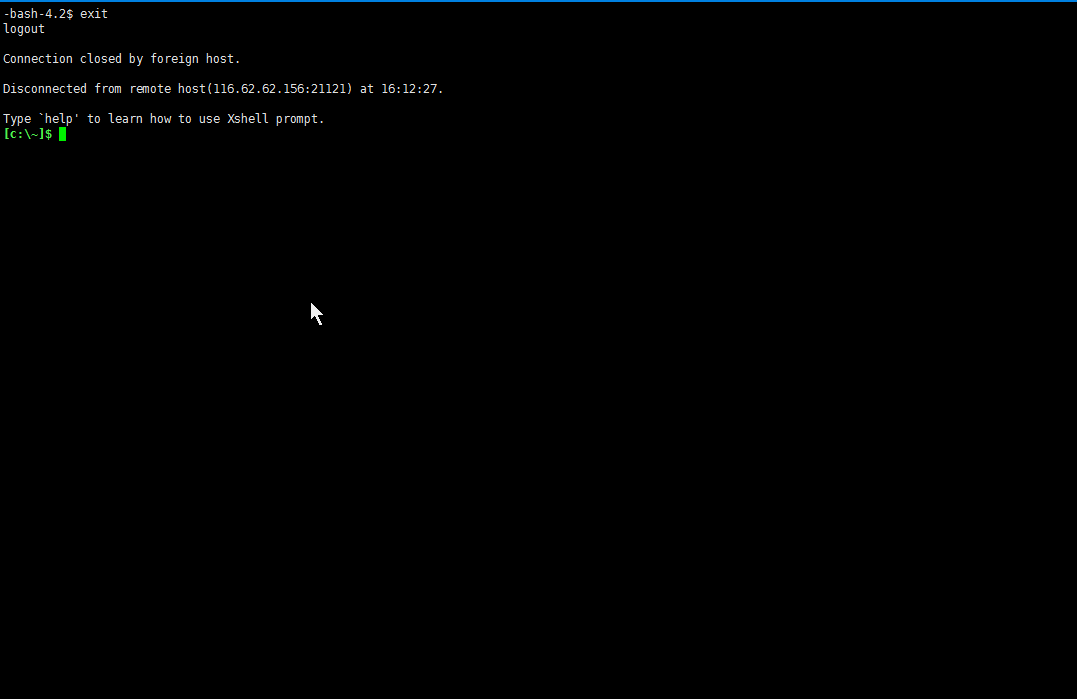 -bash-4.2$ exit
logout
Connection closed by foreign host.
Disconnected from remote host(116.62.62.156:21121) at 16:12:27.
Type `help' to learn how to use Xshell prompt.
[c:\~]$